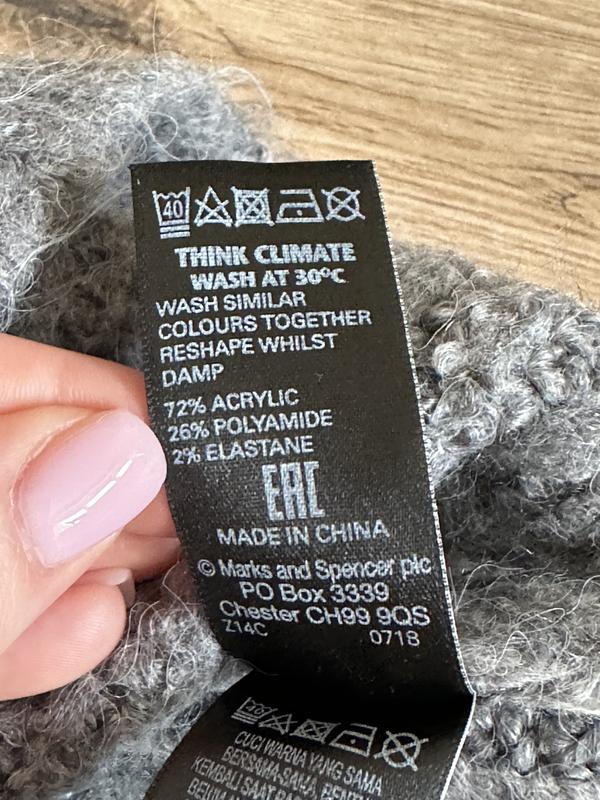 40
THINK CLIMATE
WASH AT 30°C
WASH SIMILAR
COLOURS TOGETHER
RESHAPE WHILST
DAMP
72% ACRYLIC
26% POLYAMIDE
2% ELASTANE
EAC
MADE IN CHINA
© Marks and Spencer plc
PO Box 3339
Chester CH99 9QS
Z14C 0718
CUCI WARNA YANG SAMA
BERSAMA-SAMA, BENTUK
KEMBALI SAAT